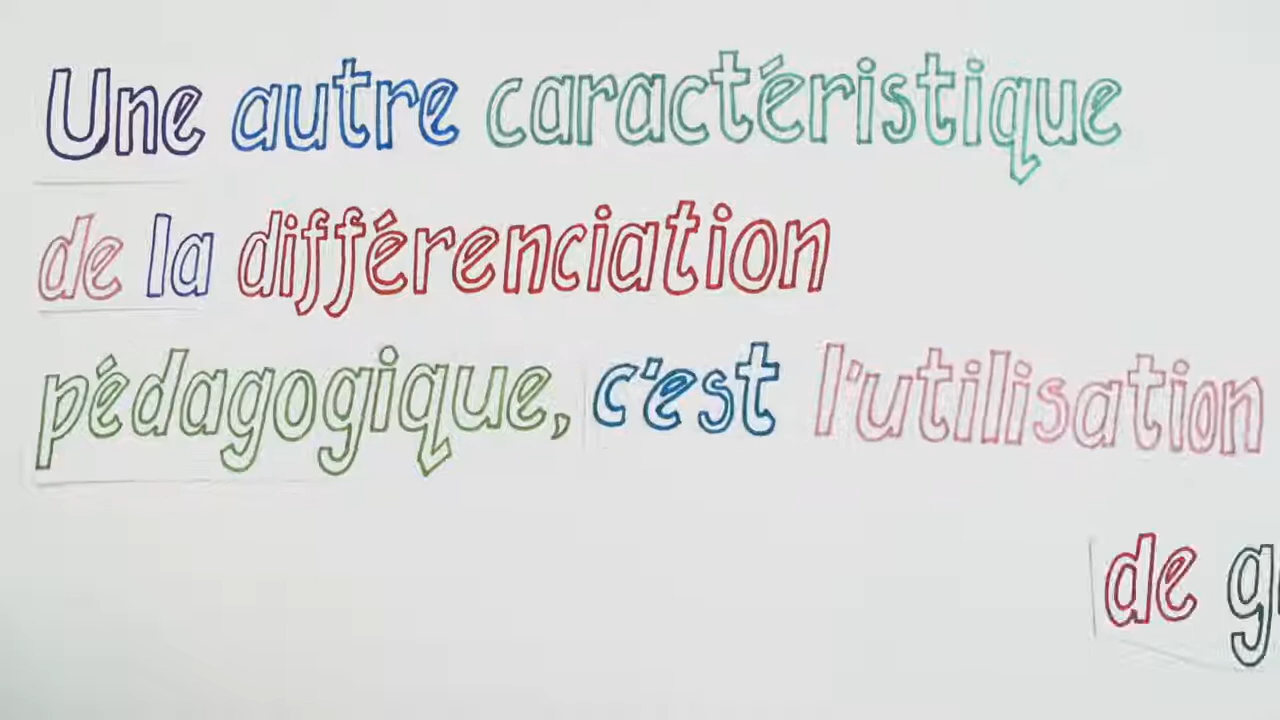 Une autre caractéristique
de la différenciation
pédagogique, c'est l'utilisation
de